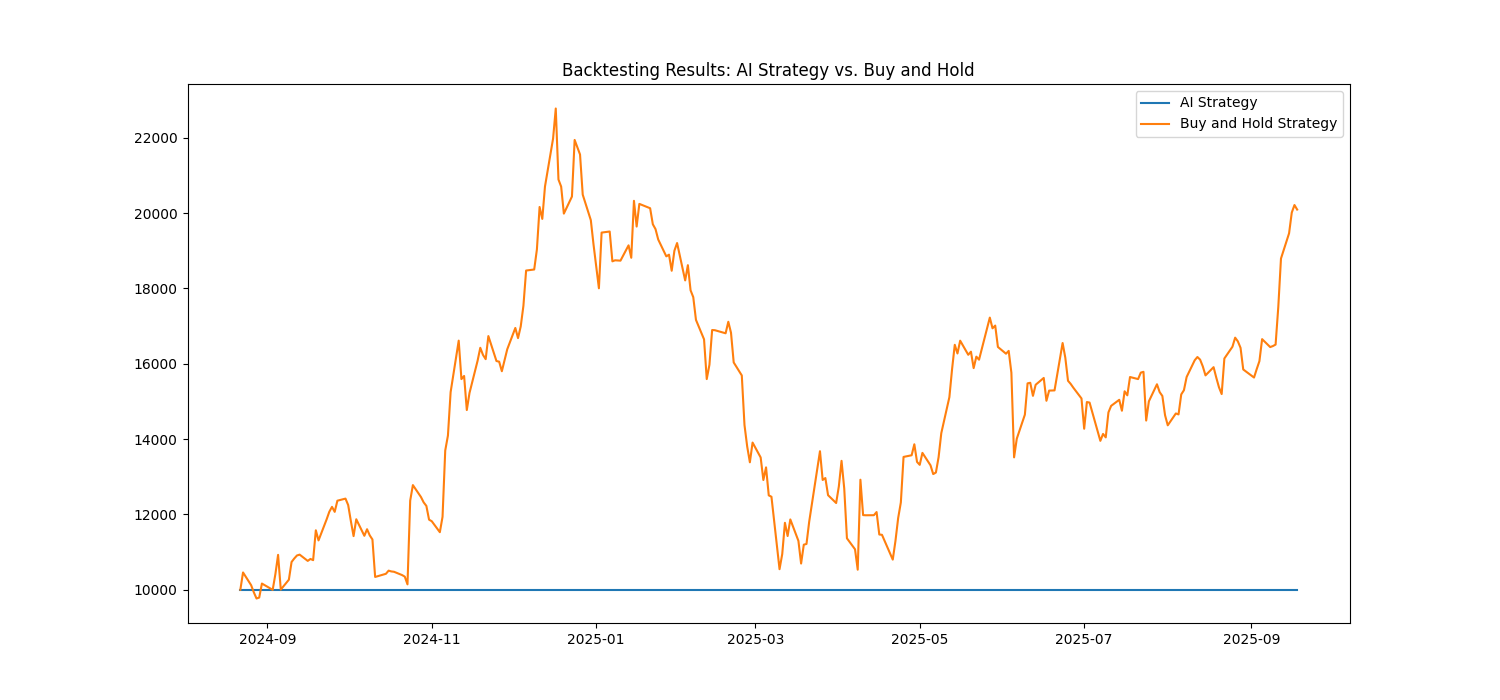 Backtesting Results: AI Strategy vs. Buy and Hold
AI Strategy
Buy and Hold Strategy
22000
20000
18000
16000
14000
12000
10000
2024-09 2024-11 2025-01 2025-03 2025-05 2025-07 2025-09